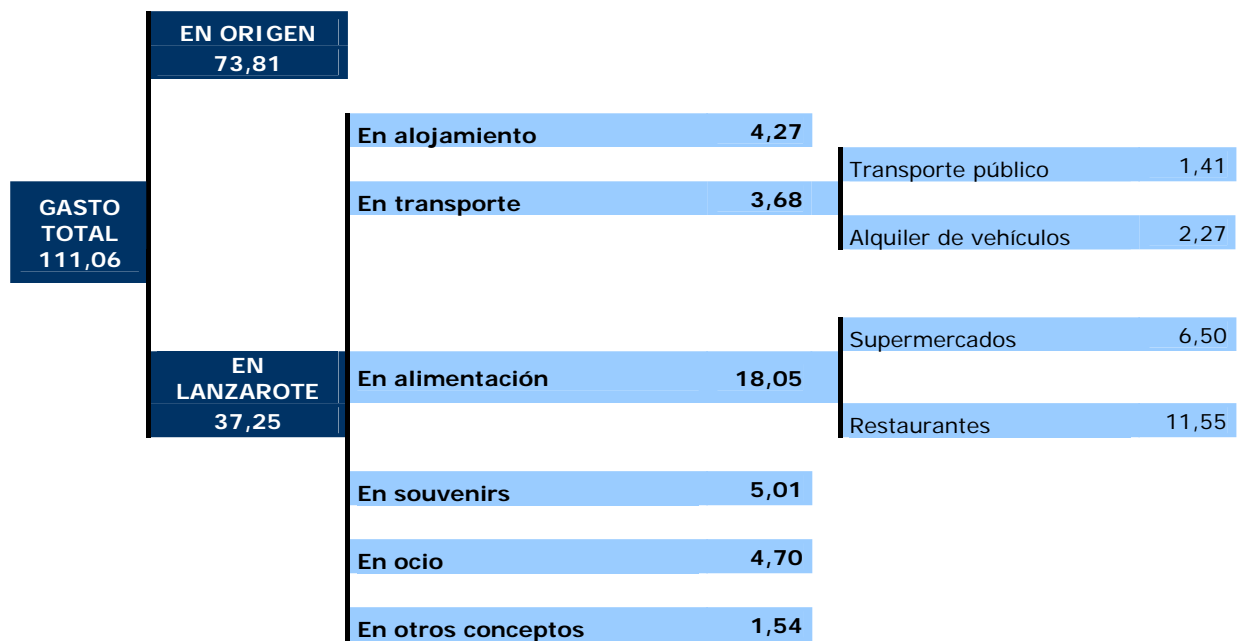 EN ORIGEN
73,81
En alojamiento 4,27
Transporte público 1,41
GASTO
TOTAL
111,06
En transporte 3,68
Alquiler de vehículos 2,27
Supermercados 6,50
EN
LANZAROTE
37,25
En alimentación 18,05
Restaurantes 11,55
En souvenirs 5,01
En ocio 4,70
En otros conceptos 1,54